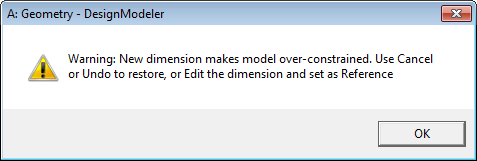 A: Geometry - DesignModeler
Warning: New dimension makes model over-constrained. Use Cancel
or Undo to restore, or Edit the dimension and set as Reference
OK